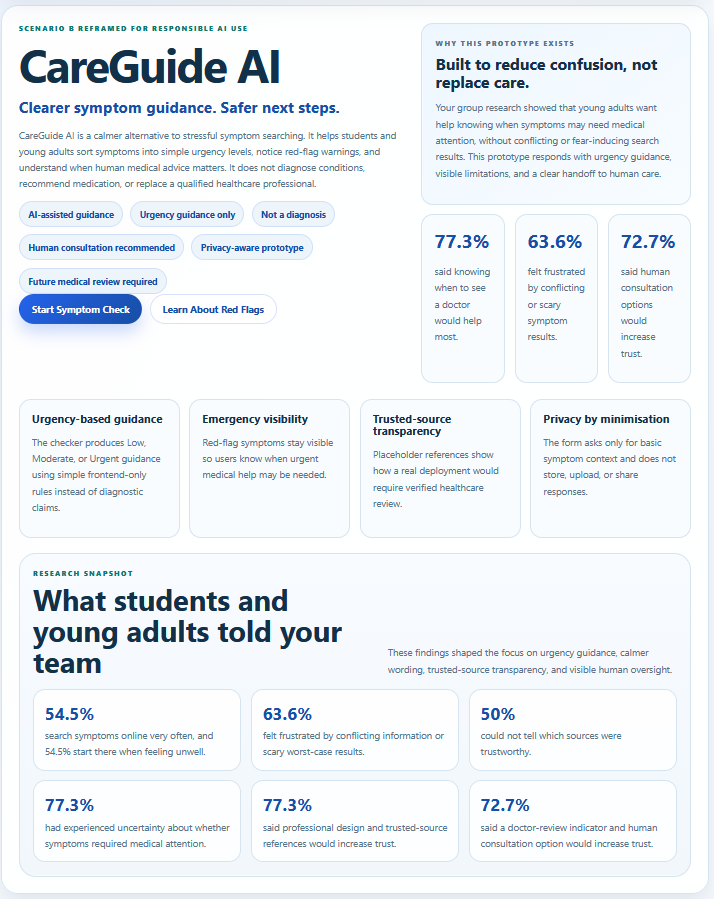 SCENARIO B REFRAMED FOR RESPONSIBLE AI USE
CareGuide AI
Clearer symptom guidance. Safer next steps.
CareGuide AI is a calmer alternative to stressful symptom searching. It helps students and
young adults sort symptoms into simple urgency levels, notice red-flag warnings, and
understand when human medical advice matters. It does not diagnose conditions,
recommend medication, or replace a qualified healthcare professional.
AI-assisted guidance
Urgency guidance only
Not a diagnosis
Human consultation recommended
Privacy-aware prototype
Future medical review required
Start Symptom Check
Learn About Red Flags
WHY THIS PROTOTYPE EXISTS
Built to reduce confusion, not
replace care.
Your group research showed that young adults want
help knowing when symptoms may need medical
attention, without conflicting or fear-inducing search
results. This prototype responds with urgency guidance,
visible limitations, and a clear handoff to human care.
77.3%
said knowing
when to see
a doctor
would help
most.
63.6%
felt frustrated
by conflicting
or scary
symptom
results.
72.7%
said human
consultation
options
would
increase
trust.
Urgency-based guidance
The checker produces Low,
Moderate, or Urgent guidance
using simple frontend-only
rules instead of diagnostic
claims.
Emergency visibility
Red-flag symptoms stay visible
so users know when urgent
medical help may be needed.
Trusted-source
transparency
Placeholder references show
how a real deployment would
require verified healthcare
review.
Privacy by minimisation
The form asks only for basic
symptom context and does not
store, upload, or share
responses.
RESEARCH SNAPSHOT
What students and
young adults told your
team
These findings shaped the focus on urgency guidance, calmer
wording, trusted-source transparency, and visible human oversight.
54.5%
search symptoms online very often, and
54.5% start there when feeling unwell.
63.6%
felt frustrated by conflicting information or
scary worst-case results.
50%
could not tell which sources were
trustworthy.
77.3%
had experienced uncertainty about whether
symptoms required medical attention.
77.3%
said professional design and trusted-source
references would increase trust.
72.7%
said a doctor-review indicator and human
consultation option would increase trust.